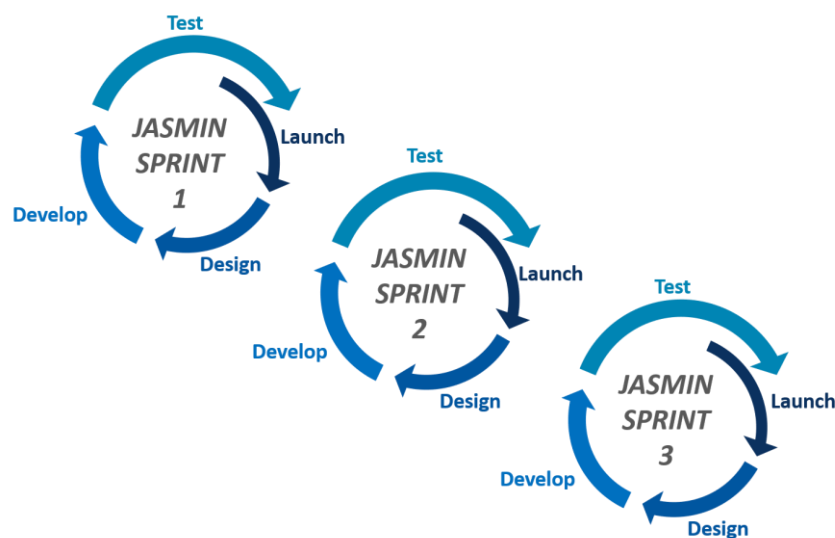 Test
JASMIN
SPRINT
1
Launch
Develop
Design
Test
JASMIN
SPRINT
2
Launch
Develop
Design
Test
JASMIN
SPRINT
3
Launch
Develop
Design